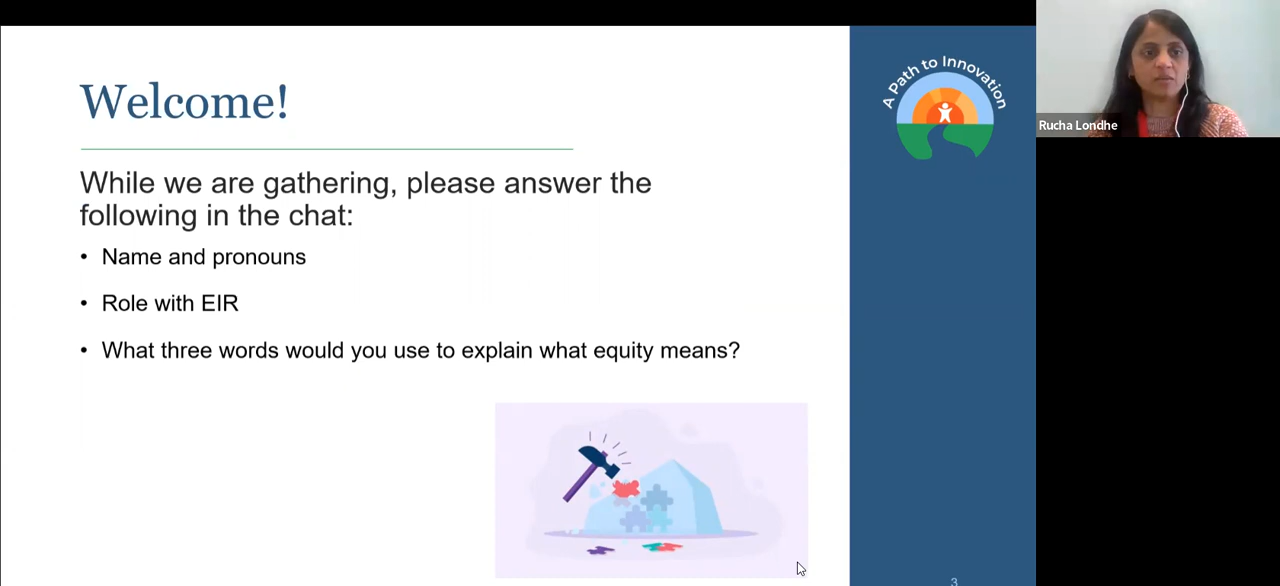 Welcome!
While we are gathering, please answer the
following in the chat:
• Name and pronouns
• Role with EIR
• What three words would you use to explain what equity means?
A Path to Innovation
Rucha Londhe
3